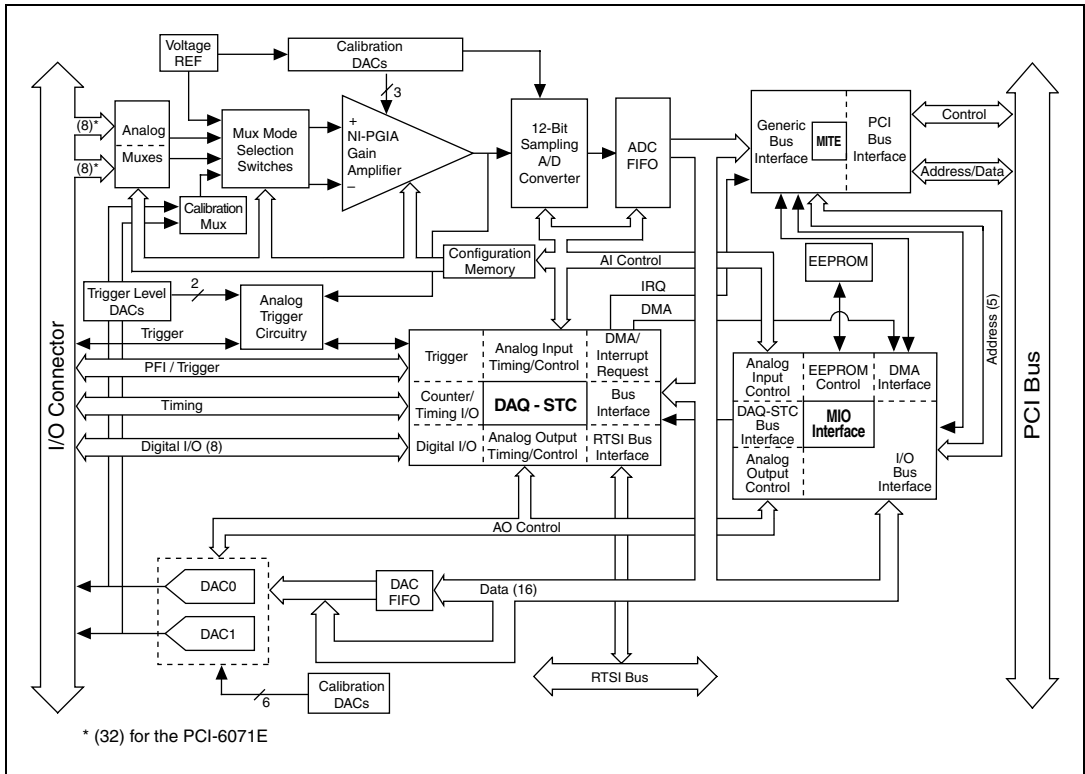 Voltage
REF
Calibration
DACs
3
(8)*
(8)*
Analog
Muxes
Mux Mode
Selection
Switches
+
NI-PGIA
Gain
Amplifier
–
12-Bit
Sampling
A/D
Converter
ADC
FIFO
Generic
Bus
Interface
MITE
PCI
Bus
Interface
Control
Address/Data
Calibration
Mux
Configuration
Memory
AI Control
EEPROM
IRQ
DMA
Address (5)
Trigger Level
DACs
2
Analog
Trigger
Circuitry
Trigger
PFI / Trigger
Timing
Digital I/O (8)
I/O Connector
PCI Bus
Trigger
Analog Input
Timing/Control
DMA/
Interrupt
Request
Counter/
Timing I/O
DAQ - STC
Bus
Interface
Digital I/O
Analog Output
Timing/Control
RTSI Bus
Interface
Analog
Input
Control
EEPROM
Control
DMA
Interface
DAQ-STC
Bus
Interface
MIO
Interface
Analog
Output
Control
I/O
Bus
Interface
AO Control
DAC0
DAC1
DAC
FIFO
Data (16)
6
Calibration
DACs
RTSI Bus
* (32) for the PCI-6071E